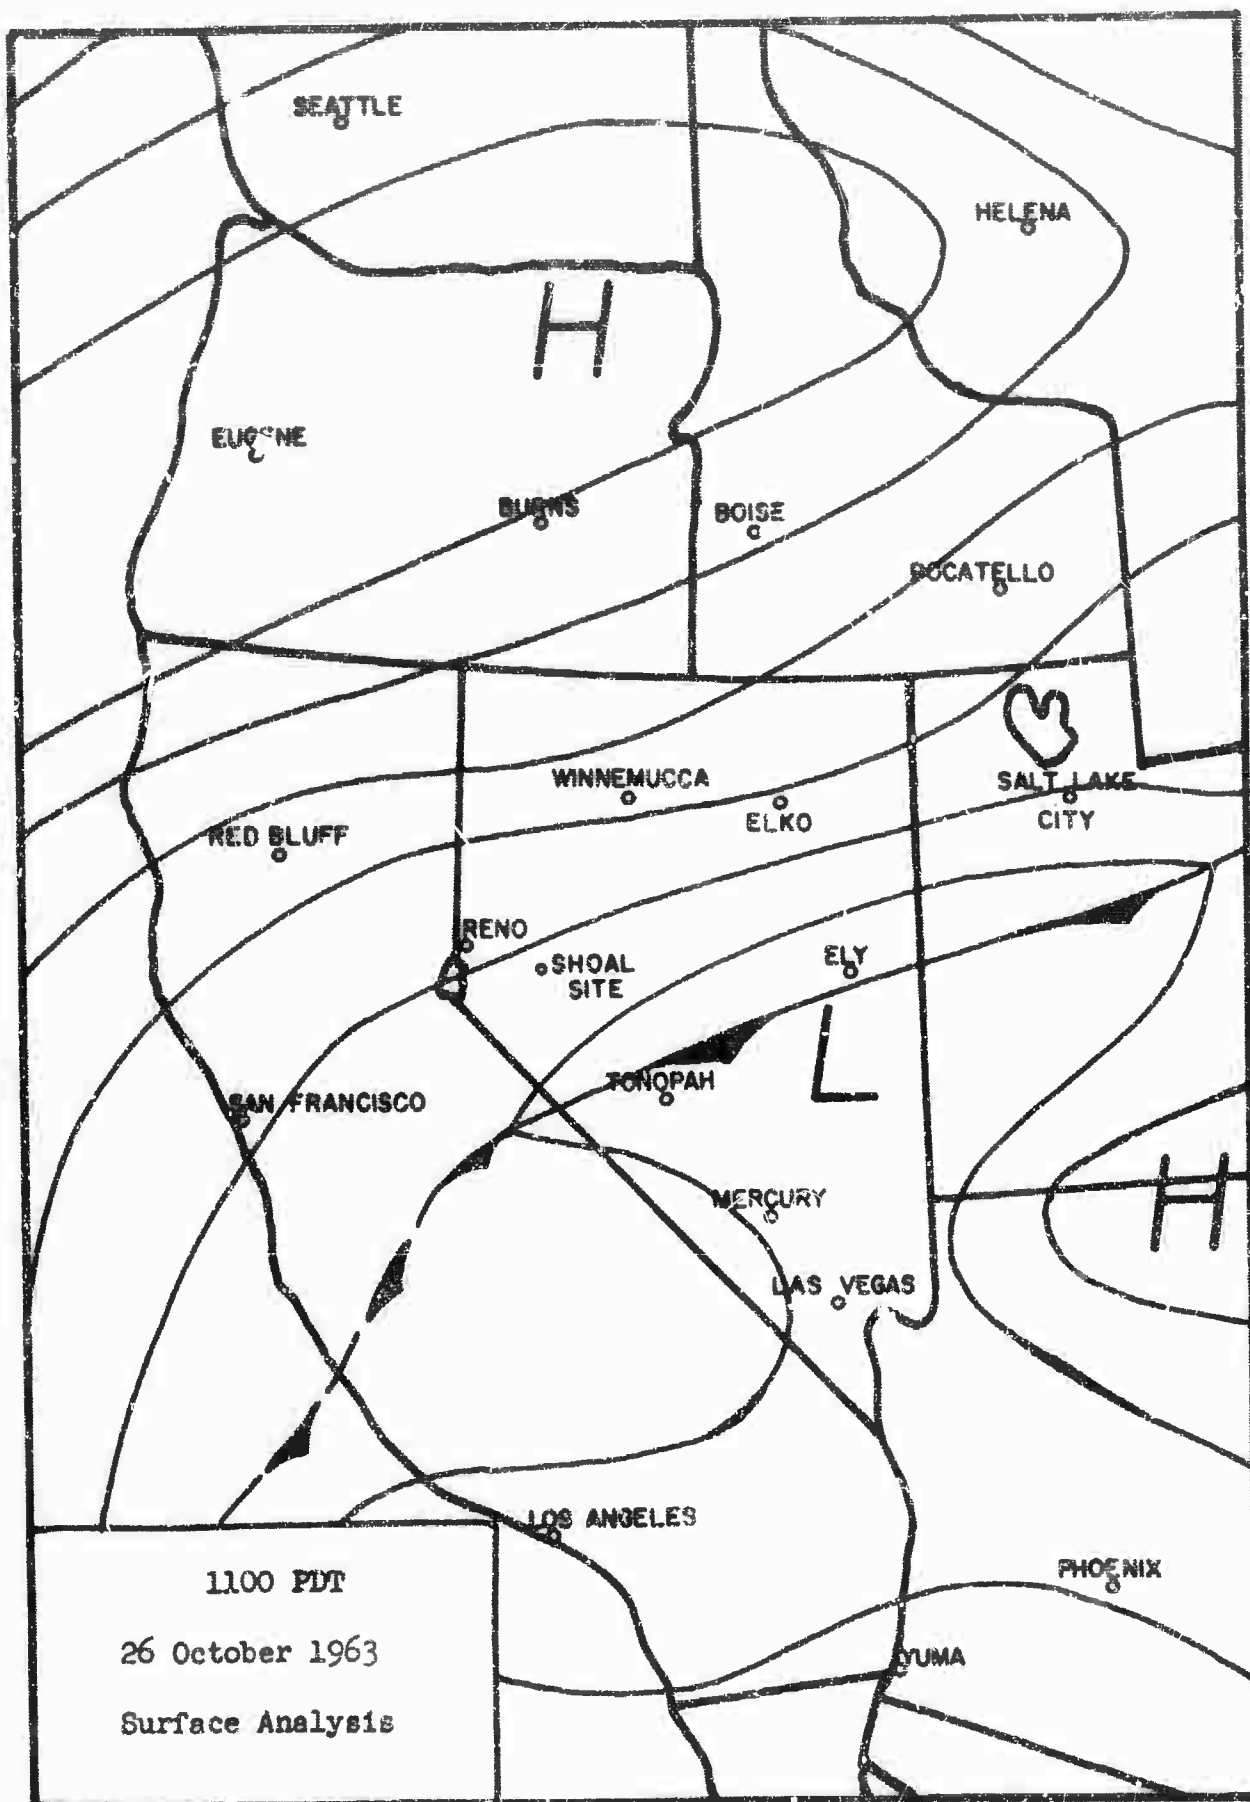 SEATTLE
HELENA
H
EUGENE
BURNS
BOISE
POCATELLO
WINNEMUCCA
ELKO
SALT LAKE
CITY
RED BLUFF
RENO
SHOAL
SITE
ELY
L
TONOPAH
SAN FRANCISCO
MERCURY
H
LAS VEGAS
LOS ANGELES
PHOENIX
YUMA
1100 PDT
26 October 1963
Surface Analysis